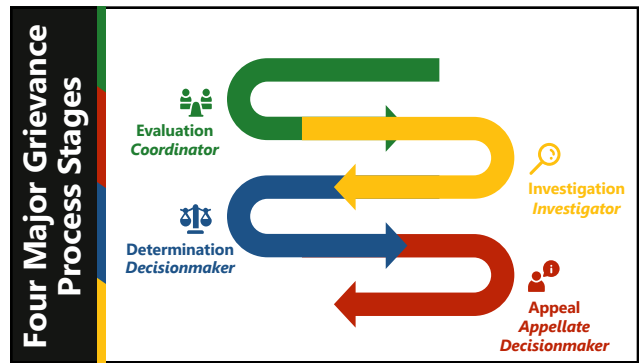 Four Major Grievance
Process Stages
Evaluation
Coordinator
Investigation
Investigator
Determination
Decisionmaker
Appeal
Appellate
Decisionmaker